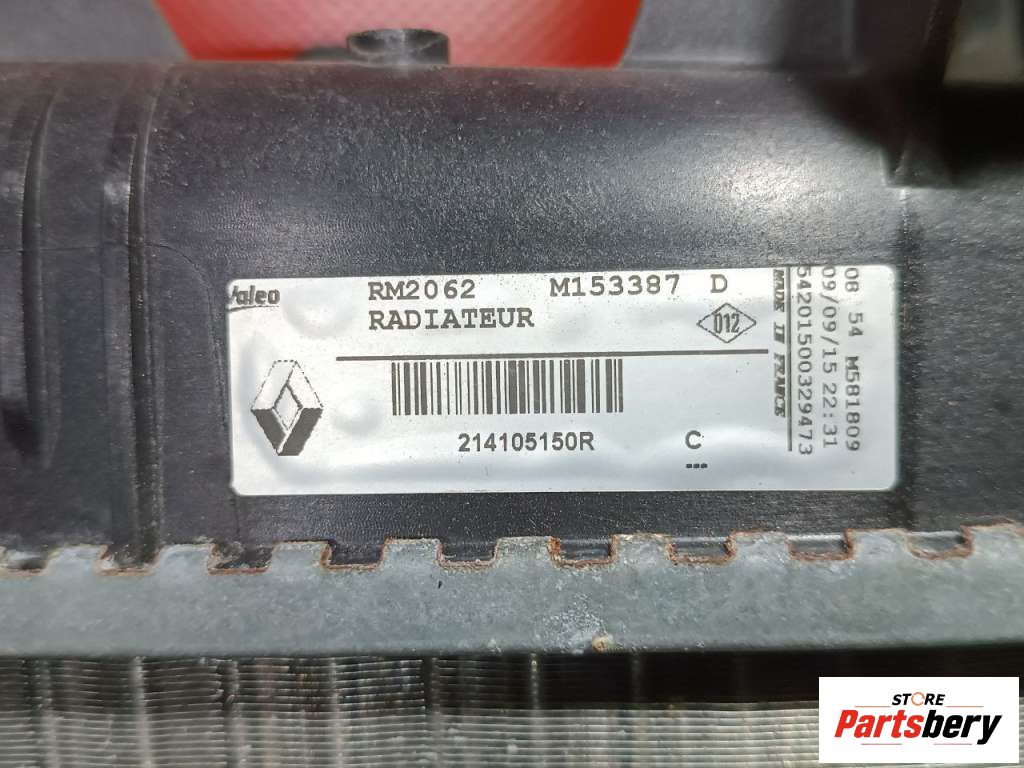 Valeo
RM2062 M153387 D
RADIATEUR
D12
214105150R C
MADE IN FRANCE
54201500329473
09/09/15 22:31
08 54 M581809
STORE
Partsbery